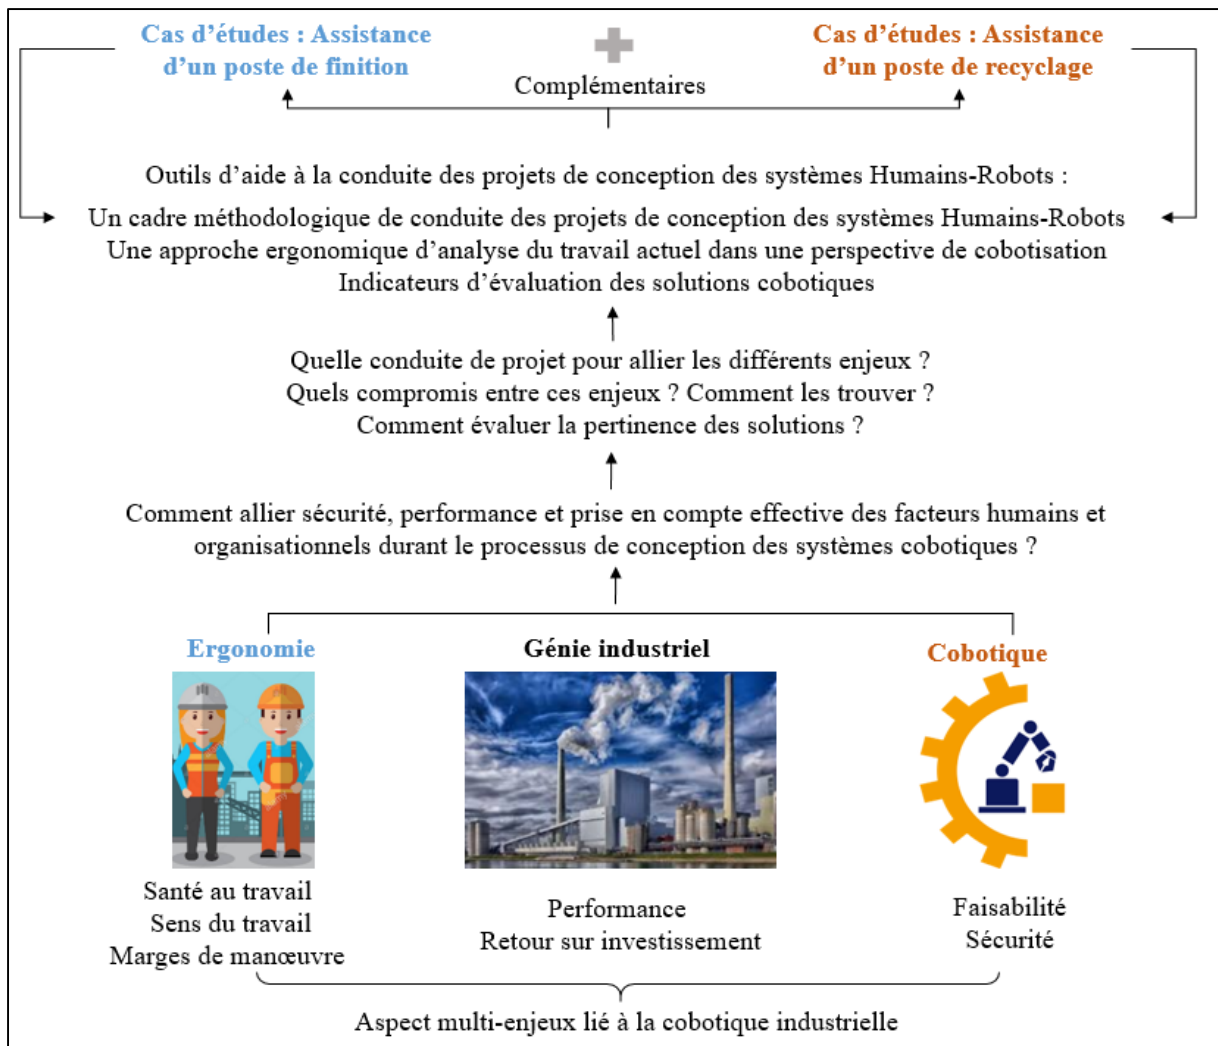 Cas d’études : Assistance
d’un poste de finition
Complémentaires
Cas d’études : Assistance
d’un poste de recyclage
Outils d’aide à la conduite des projets de conception des systèmes Humains-Robots :
Un cadre méthodologique de conduite des projets de conception des systèmes Humains-Robots
Une approche ergonomique d’analyse du travail actuel dans une perspective de cobotisation
Indicateurs d’évaluation des solutions cobotiques
Quelle conduite de projet pour allier les différents enjeux ?
Quels compromis entre ces enjeux ? Comment les trouver ?
Comment évaluer la pertinence des solutions ?
Comment allier sécurité, performance et prise en compte effective des facteurs humains et
organisationnels durant le processus de conception des systèmes cobotiques ?
Ergonomie
Génie industriel
Cobotique
Santé au travail
Sens du travail
Marges de manœuvre
Performance
Retour sur investissement
Faisabilité
Sécurité
Aspect multi-enjeux lié à la cobotique industrielle